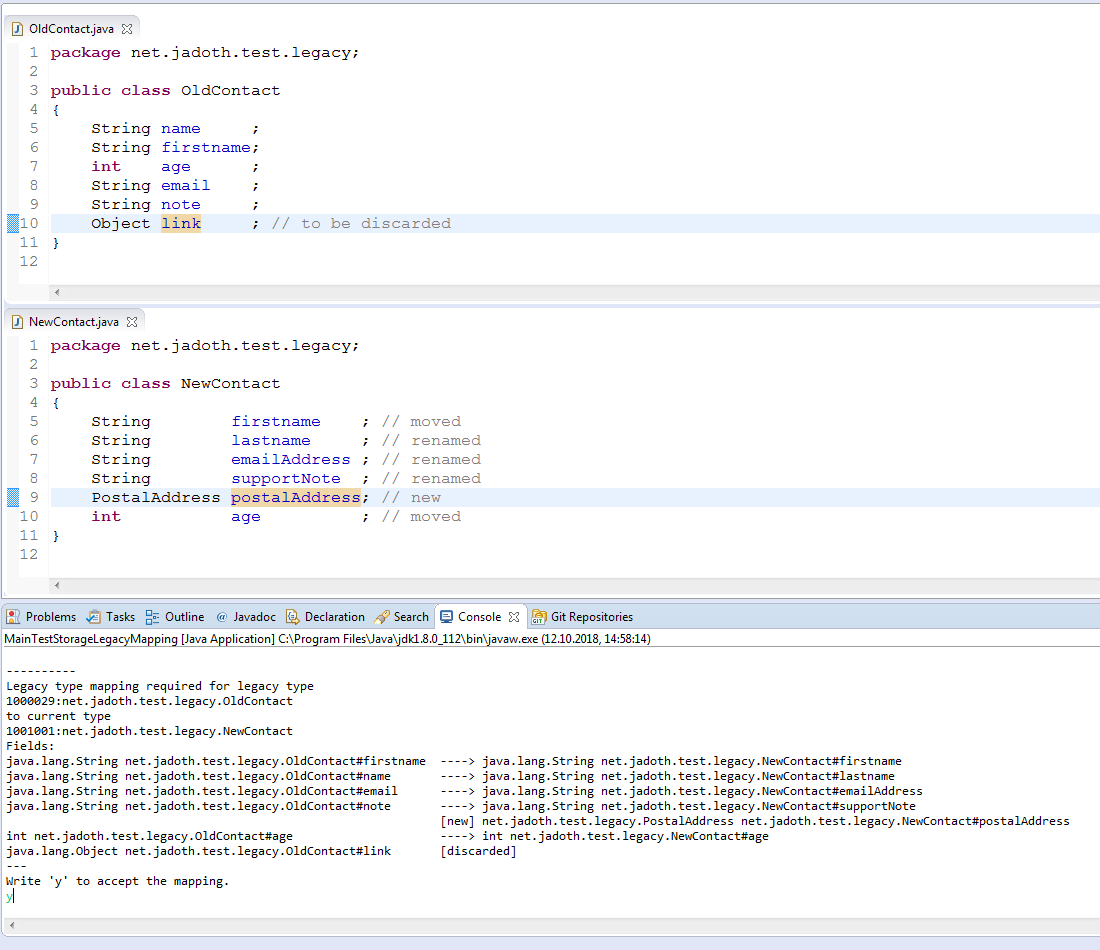 OldContact.java
1 package net.jadoth.test.legacy;
2
3 public class OldContact
4 {
5     String name     ;
6     String firstname;
7     int    age      ;
8     String email    ;
9     String note     ;
10     Object link     ; // to be discarded
11 }
12
NewContact.java
1 package net.jadoth.test.legacy;
2
3 public class NewContact
4 {
5     String        firstname    ; // moved
6     String        lastname     ; // renamed
7     String        emailAddress ; // renamed
8     String        supportNote  ; // renamed
9     PostalAddress postalAddress; // new
10     int           age          ; // moved
11 }
12
Problems Tasks Outline @ Javadoc Declaration Search Console Git Repositories
MainTestStorageLegacyMapping [Java Application] C:\Program Files\Java\jdk1.8.0_112\bin\javaw.exe (12.10.2018, 14:58:14)
----------
Legacy type mapping required for legacy type
1000029:net.jadoth.test.legacy.OldContact
to current type
1001001:net.jadoth.test.legacy.NewContact
Fields:
java.lang.String net.jadoth.test.legacy.OldContact#firstname  ----> java.lang.String net.jadoth.test.legacy.NewContact#firstname
java.lang.String net.jadoth.test.legacy.OldContact#name       ----> java.lang.String net.jadoth.test.legacy.NewContact#lastname
java.lang.String net.jadoth.test.legacy.OldContact#email      ----> java.lang.String net.jadoth.test.legacy.NewContact#emailAddress
java.lang.String net.jadoth.test.legacy.OldContact#note       ----> java.lang.String net.jadoth.test.legacy.NewContact#supportNote
[new] net.jadoth.test.legacy.PostalAddress net.jadoth.test.legacy.NewContact#postalAddress
int net.jadoth.test.legacy.OldContact#age                     ----> int net.jadoth.test.legacy.NewContact#age
java.lang.Object net.jadoth.test.legacy.OldContact#link       [discarded]
---
Write 'y' to accept the mapping.
y